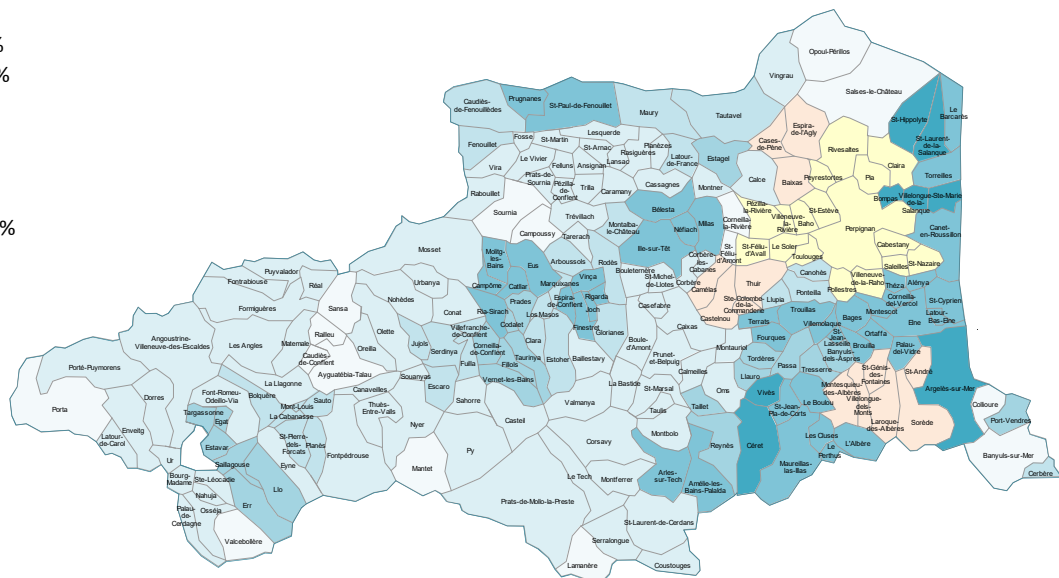 %
%
%
Opoul-Périllos
Vingrau
Salses-le-Château
Caudiès-
de-Fenouillèdes
Prugnanes
St-Paul-de-Fenouillet
Maury
Tautavel
Espira-
de-l'Agly
Cases-
de-Pène
St-Hippolyte
Le
Barcarès
St-Laurent-
de-la-
Salanque
Fenouillet
Fosse
St-Martin
Lesquerde
St-Arnac
Rasiguères
Planèzes
Lansac
Latour-
de-France
Estagel
Rivesaltes
Claira
Pia
Peyrestortes
Torreilles
Vira
Le Vivier
Felluns
Ansignan
Prats-de-
Sournia
Pézilla-
de-Conflent
Trilla
Caramany
Cassagnes
Montner
Calce
Baixas
Bompas
Villelongue-
de-la-
Salanque
Ste-Marie
Rabouillet
Sournia
Campoussy
Trévillach
Tarerach
Montalba-
le-Château
Bélesta
Néfiach
Millas
Corneilla-
la-Rivière
Pézilla-
la-Rivière
Villeneuve-
la-
Rivière
Baho
St-Estève
Perpignan
Canet-
en-Roussillon
Mosset
Molitg-
les-
Bains
Eus
Arboussols
Rodès
Ille-sur-Têt
Bouleternère
St-Michel-
de-Llotes
Corbère-
les-
Cabanes
Corbère
St-
Féliu-
d'Amont
St-Féliu-
d'Avall
Le Soler
Toulouges
Cabestany
Saleilles
St-Nazaire
Campôme
Catllar
Marquixanes
Vinça
Camélas
Thuir
Canohès
Pollestres
Villeneuve-
de-la-Raho
Théza
Alénya
Puyvalador
Fontrabiouse
Réal
Urbanya
Nohèdes
Conat
Ria-Sirach
Prades
Los Masos
Espira-
de-Conflent
Rigarda
Joch
Finestret
Glorianes
Casefabre
Ste-Colombe-
de-la-
Commanderie
Castelnou
Llupia
Ponteilla
Corneilla-
del-Vercol
St-Cyprien
Formiguères
Sansa
Railleu
Olette
Villefranche-
de-Conflent
Codalet
Clara
Caixas
Terrats
Trouillas
Villemolaque
Bages
Montescot
Elne
Latour-
Bas-Elne
Angoustrine-
Villeneuve-des-Escaldes
Les Angles
Matemale
Caudiès-
de-Conflent
Oreilla
Jujols
Serdinya
Corneilla-
de-Conflent
Fillols
Taurinya
Estoher
Ballestavy
Boule-
d'Amont
Prunet-
et-Belpuig
Montauriol
Fourques
St-
Jean-
Lasseille
Brouilla
Ortaffa
Palau-
del-Vidre
Porté-Puymorens
Ayguatébia-Talau
Souanyas
Fuilla
Vernet-les-Bains
Calmeilles
Tordères
Passa
Banyuls-
dels-Aspres
Tresserre
St-Génis-
des-
Fontaines
St-André
Porta
Dorres
La Llagonne
Canaveilles
Escaro
Sahorre
La Bastide
St-Marsal
Oms
Llauro
Vivès
Montesquieu-
des-Albères
Argelès-sur-Mer
Font-Romeu-
Odeillo-Via
Bolquère
Mont-Louis
Sauto
La Cabanasse
Thuès-
Entre-Valls
Valmanya
Taulis
Taillet
St-Jean-
Pla-de-Corts
Le Boulou
Villelongue-
dels-
Monts
Laroque-
des-Albères
Sorède
Collioure
Targassonne
Egat
Nyer
Casteil
Port-Vendres
Enveitg
Latour-
de-Carol
Estavar
St-Pierre-
dels-
Forcats
Planès
Fontpédrouse
Py
Corsavy
Montbolo
Reynès
Céret
Les Cluses
Le
Perthus
L'Albère
Banyuls-sur-Mer
Ur
Saillagouse
Eyne
Mantet
Maureillas-
las-Illas
Cerbère
Bourg-
Madame
Ste-Léocadie
Nahuja
Llo
Le Tech
Montferrer
Arles-
sur-Tech
Amélie-les-
Bains-Palalda
Palau-
de-
Cerdagne
Osséja
Err
Prats-de-Mollo-la-Preste
St-Laurent-de-Cerdans
Valcebollère
Serralongue
Lamanère
Coustouges